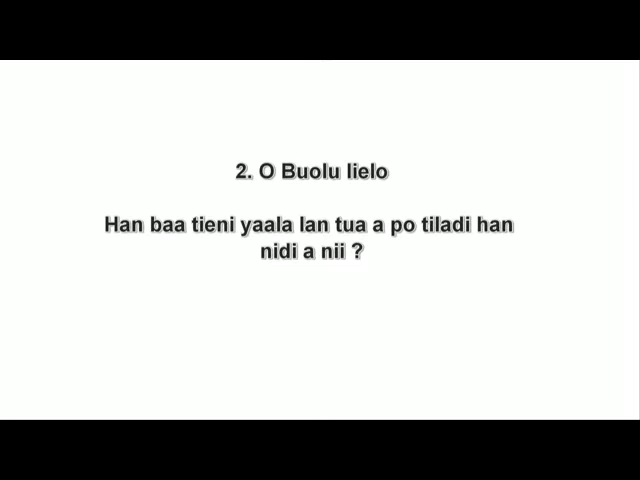 2. O Buolu lielo
Han baa tieni yaala lan tua a po tiladi han
nidi a nii ?